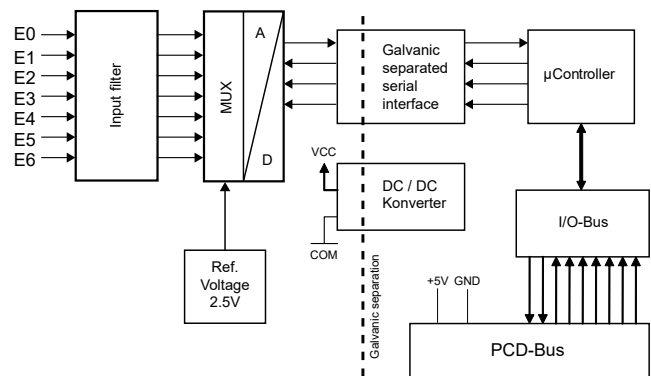 E0
E1
E2
E3
E4
E5
E6
Input filter
MUX
A
D
Galvanic
separated
serial
interface
µController
VCC
DC / DC
Konverter
COM
I/O-Bus
Ref.
Voltage
2.5V
Galvanic separation
+5V GND
PCD-Bus